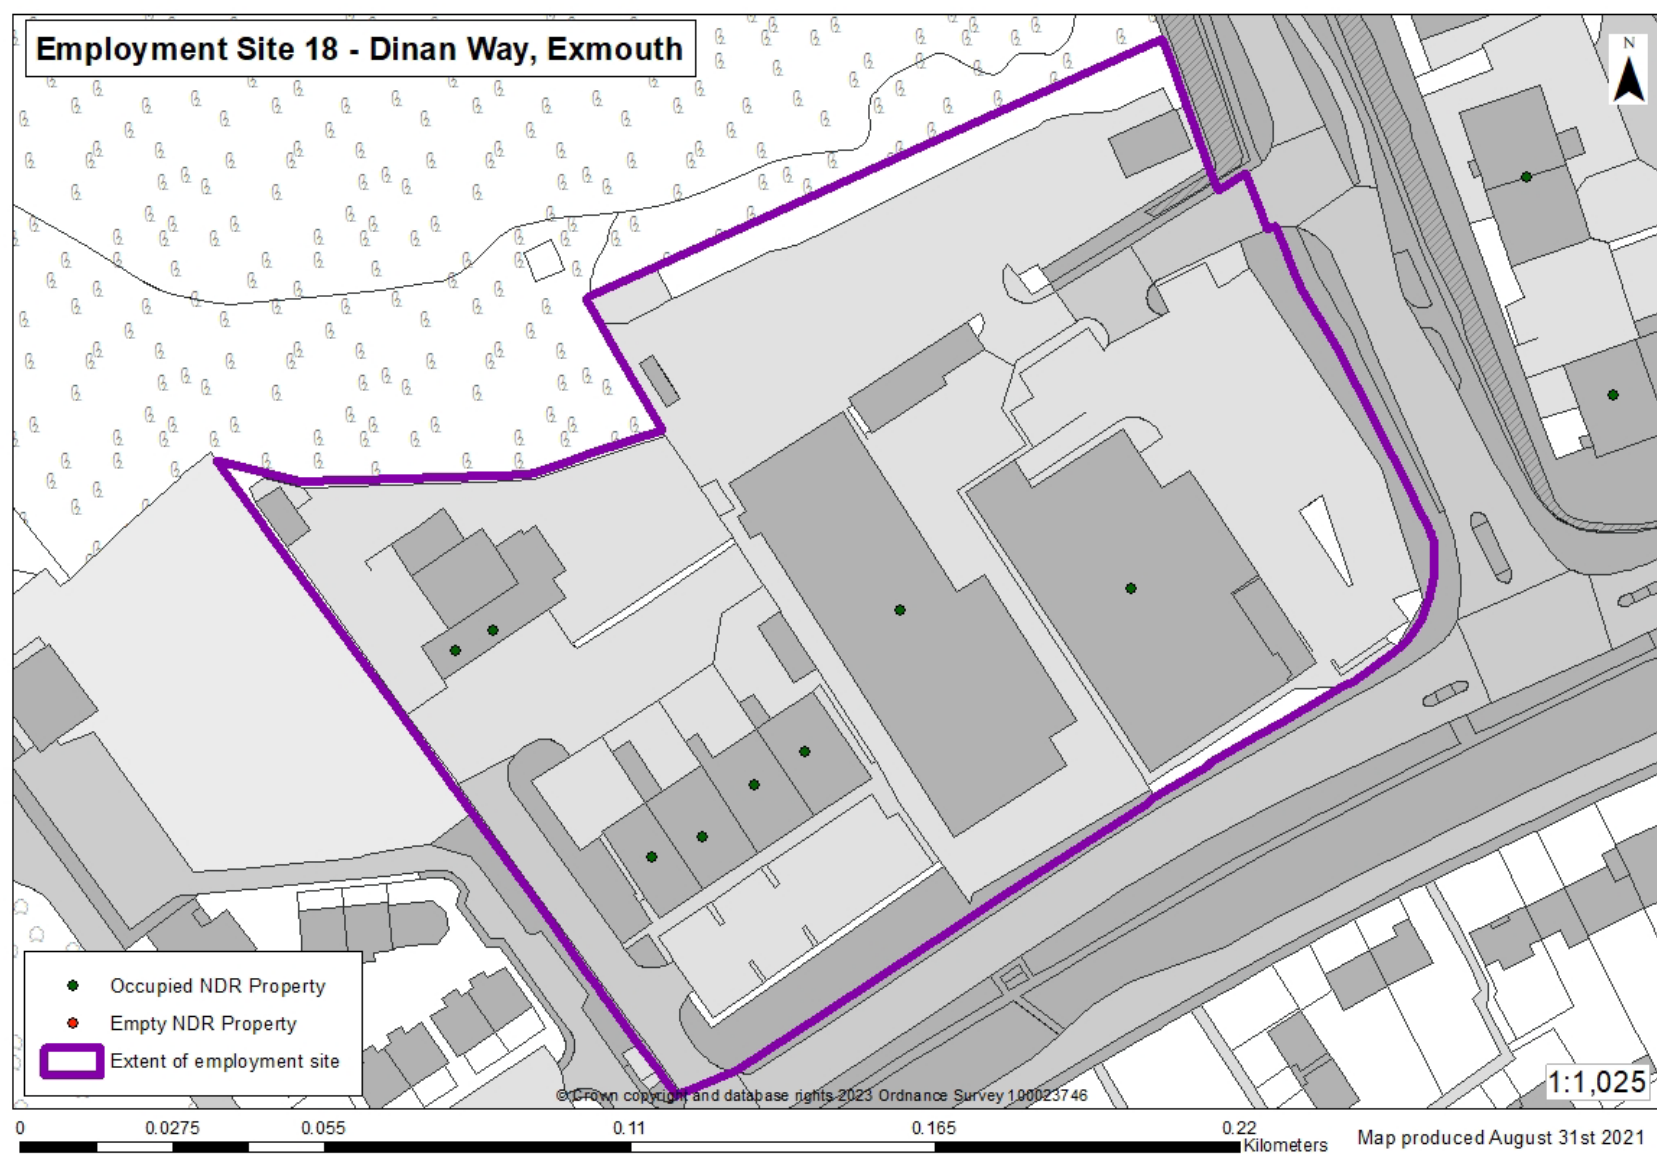 Employment Site 18 - Dinan Way, Exmouth
N
Occupied NDR Property
Empty NDR Property
Extent of employment site
© Crown copyright and database rights 2023 Ordnance Survey 100023746
1:1,025
0 0.0275 0.055 0.11 0.165 0.22
Kilometers
Map produced August 31st 2021